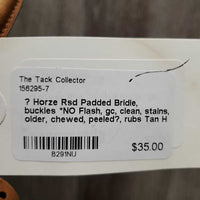 The Tack Collector
156295-7
? Horze Rsd Padded Bridle,
buckles *NO Flash, gc, clean, stains,
older, chewed, peeled?, rubs Tan H
B291NU
$35.00